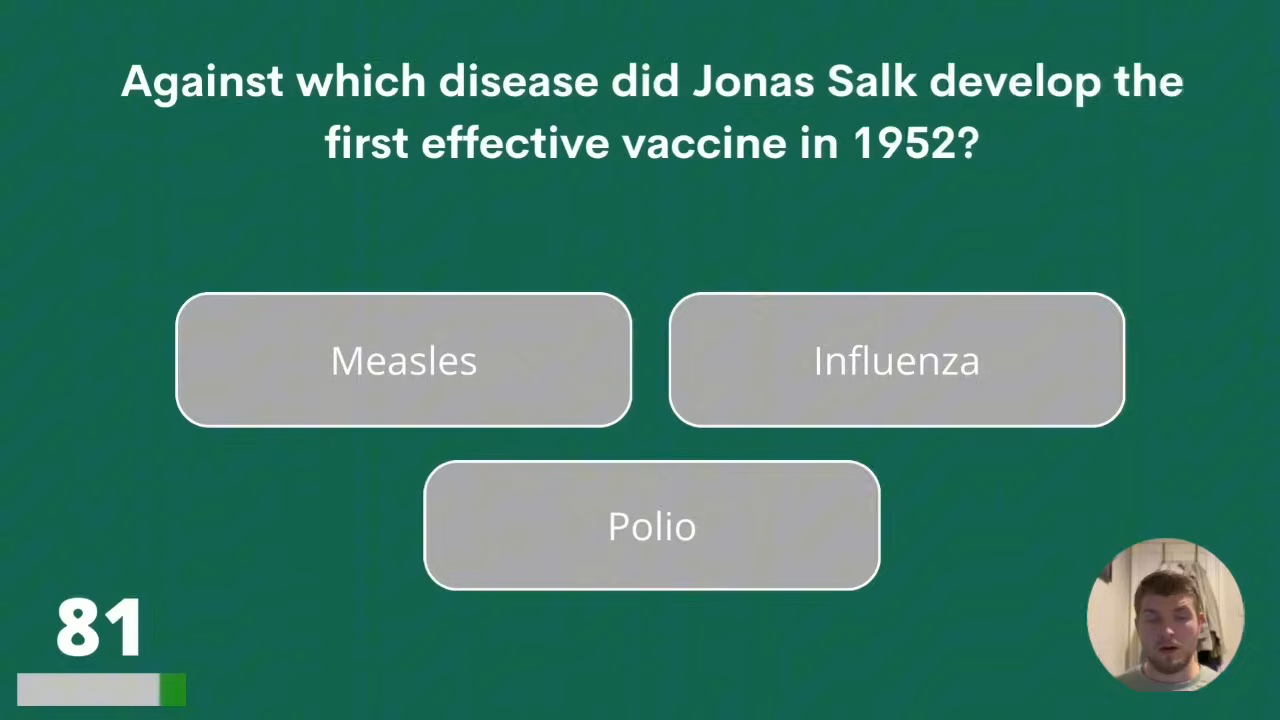 Against which disease did Jonas Salk develop the
first effective vaccine in 1952?
Measles
Influenza
Polio
81